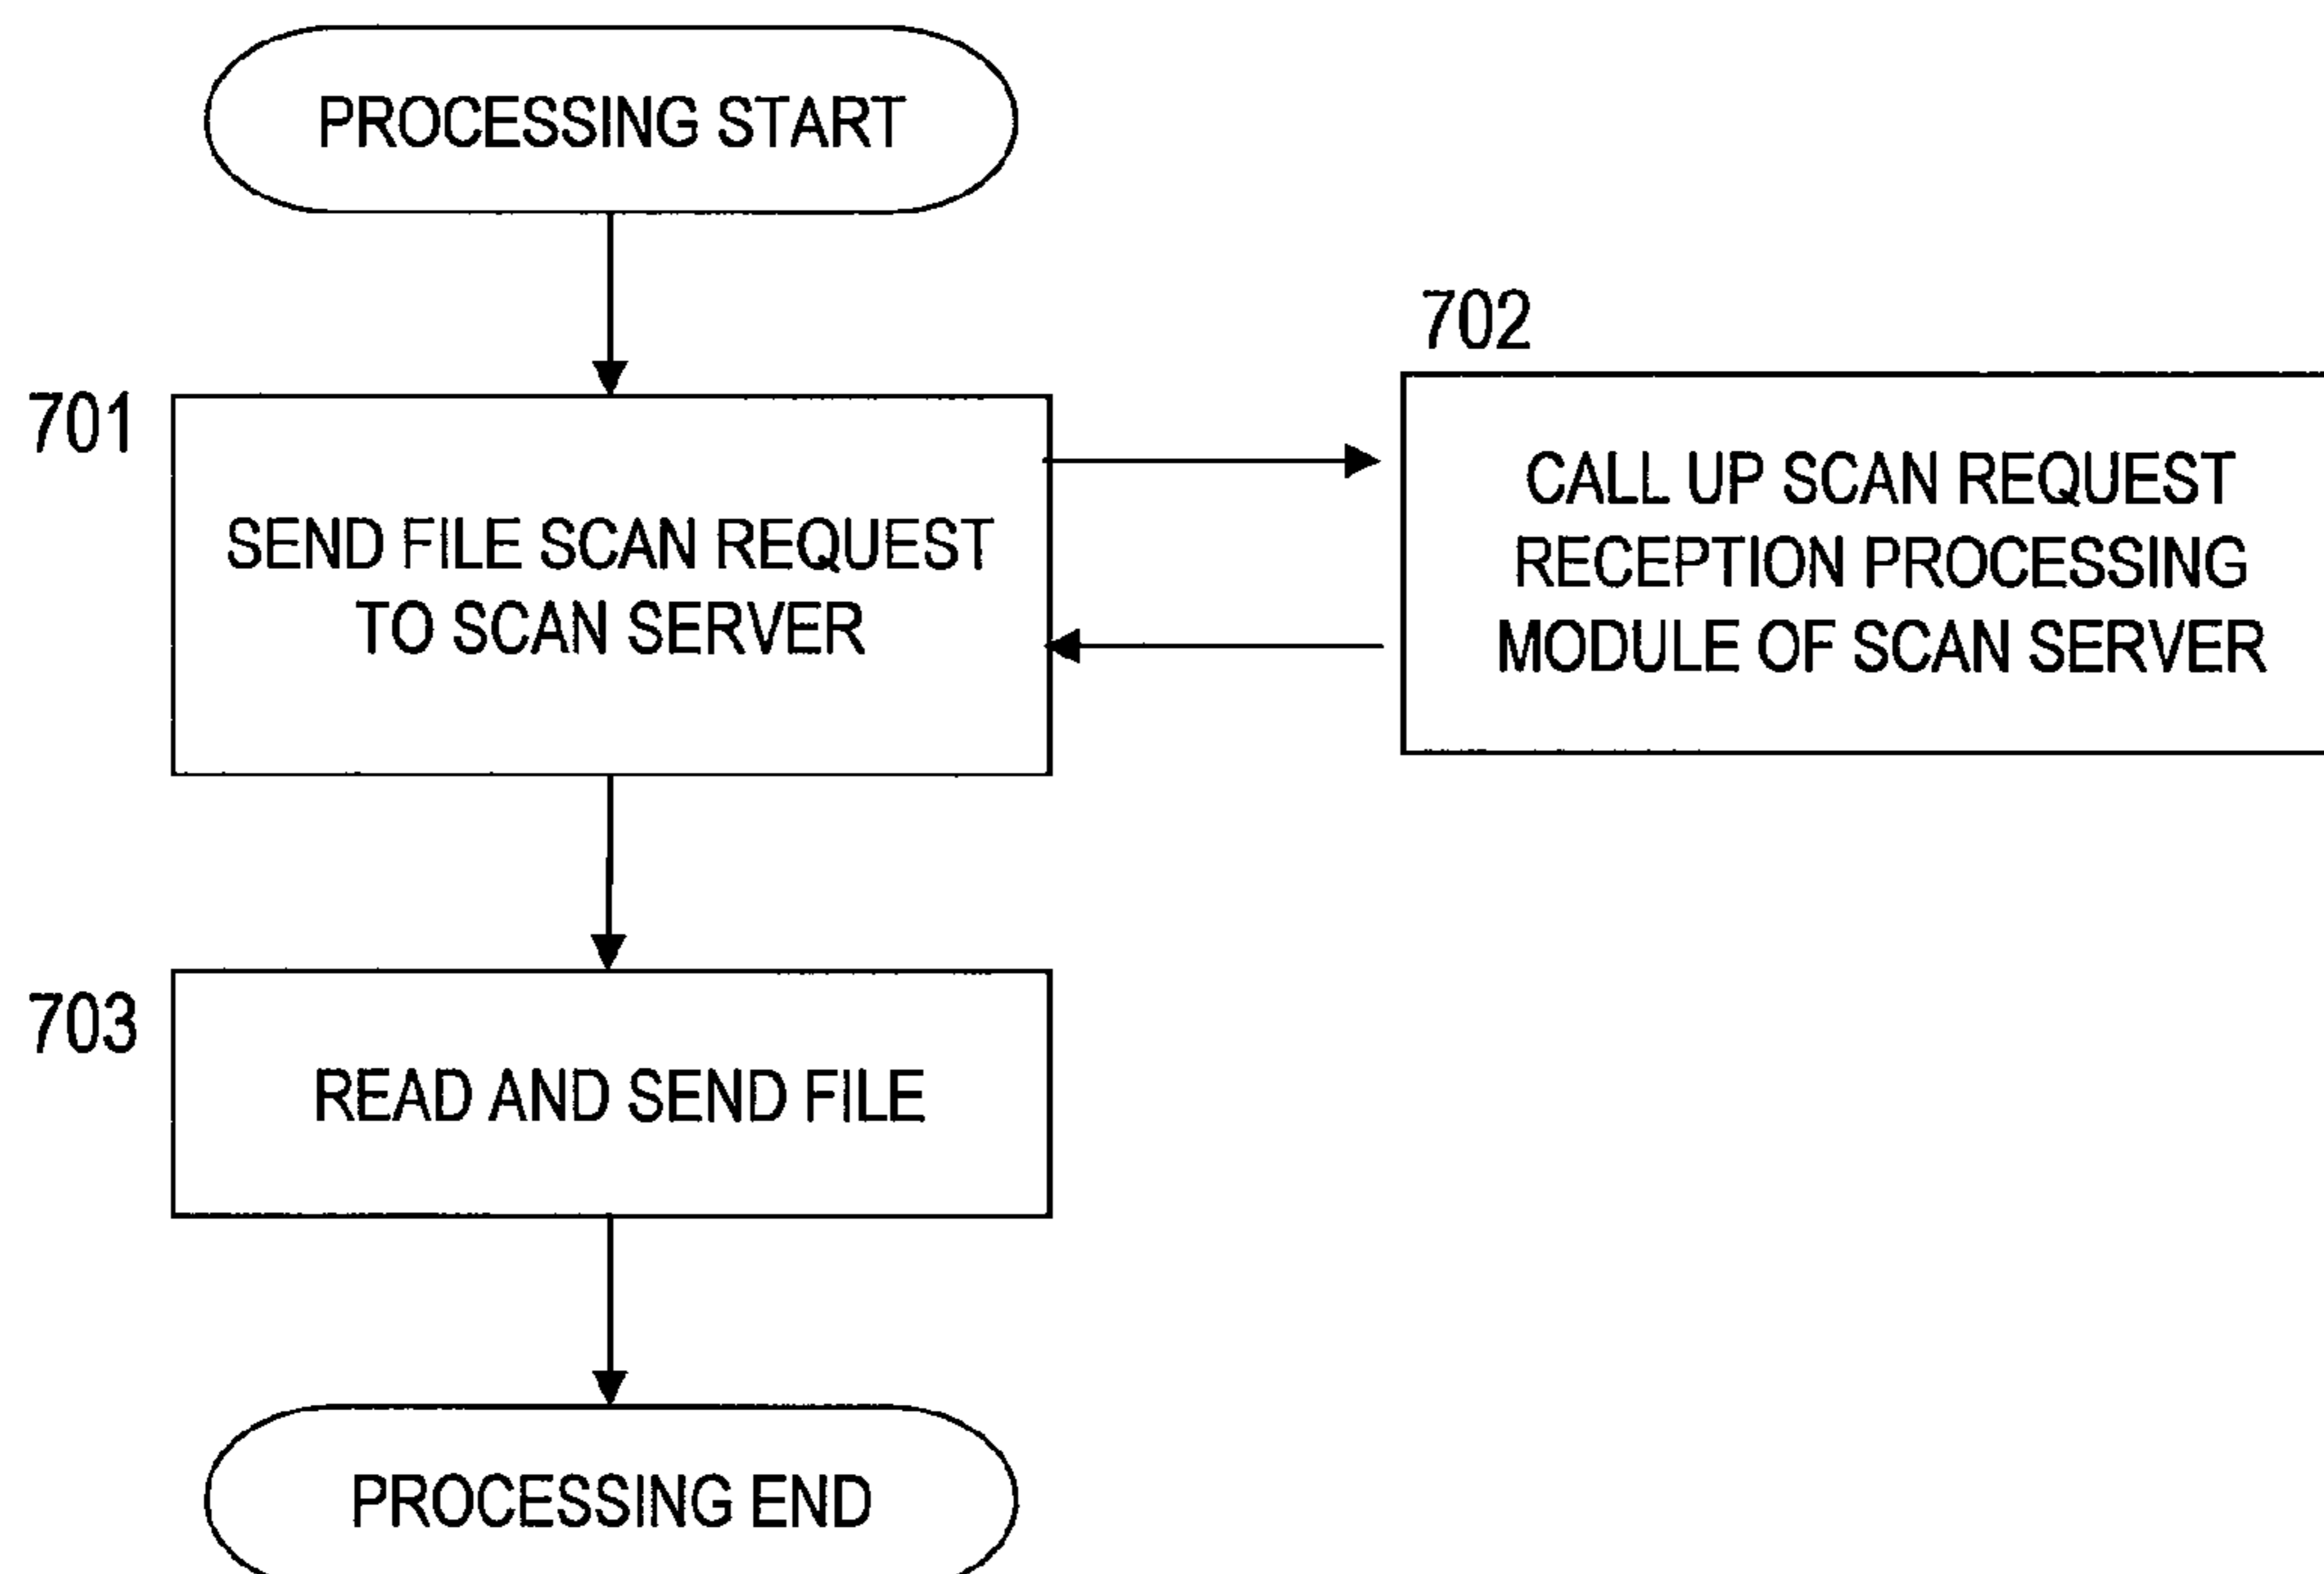 PROCESSING START
701
SEND FILE SCAN REQUEST
TO SCAN SERVER
702
CALL UP SCAN REQUEST
RECEPTION PROCESSING
MODULE OF SCAN SERVER
703
READ AND SEND FILE
PROCESSING END